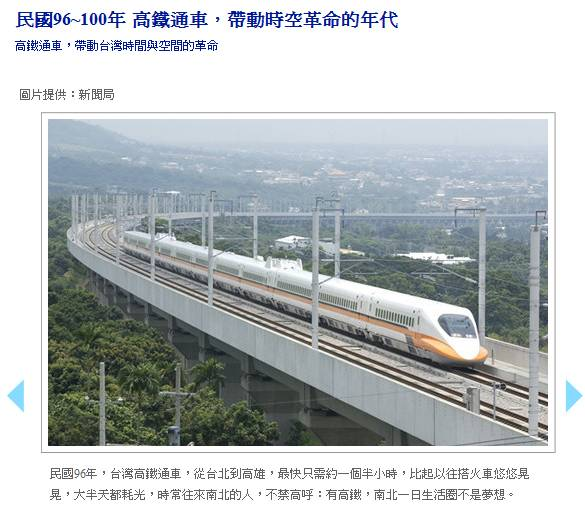 民國96~100年 高鐵通車，帶動時空革命的年代
高鐵通車，帶動台灣時間與空間的革命
圖片提供：新聞局
民國96年，台灣高鐵通車，從台北到高雄，最快只需約一個半小時，比起以往搭火車悠悠晃
晃，大半天都耗光，時常往來南北的人，不禁高呼：有高鐵，南北一日生活圈不是夢想。